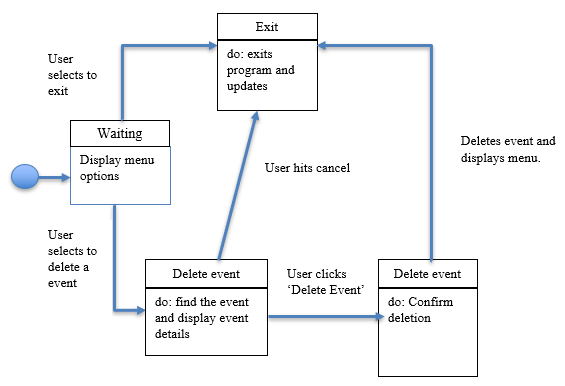 Exit
do: exits
program and
updates
User
selects to
exit
Waiting
Display menu
options
Deletes event and
displays menu.
User hits cancel
User
selects to
delete a
event
Delete event
do: find the event
and display event
details
User clicks
‘Delete Event’
Delete event
do: Confirm
deletion